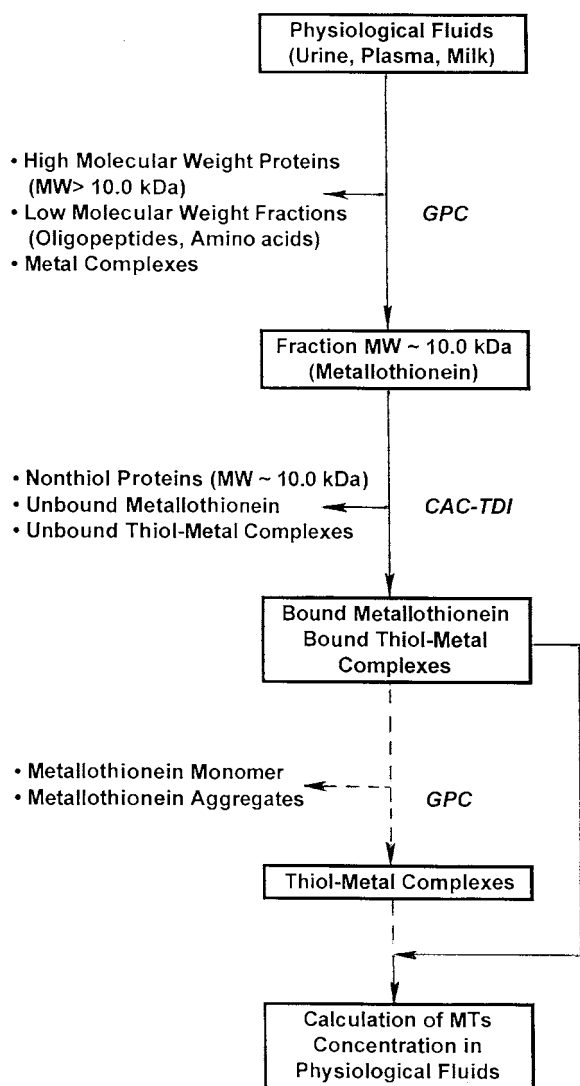 Physiological Fluids
(Urine, Plasma, Milk)
• High Molecular Weight Proteins
(MW> 10.0 kDa)
• Low Molecular Weight Fractions
(Oligopeptides, Amino acids)
• Metal Complexes
GPC
Fraction MW ~ 10.0 kDa
(Metallothionein)
• Nonthiol Proteins (MW ~ 10.0 kDa)
• Unbound Metallothionein
• Unbound Thiol-Metal Complexes
CAC-TDI
Bound Metallothionein
Bound Thiol-Metal
Complexes
• Metallothionein Monomer
• Metallothionein Aggregates
GPC
Thiol-Metal Complexes
Calculation of MTs
Concentration in
Physiological Fluids